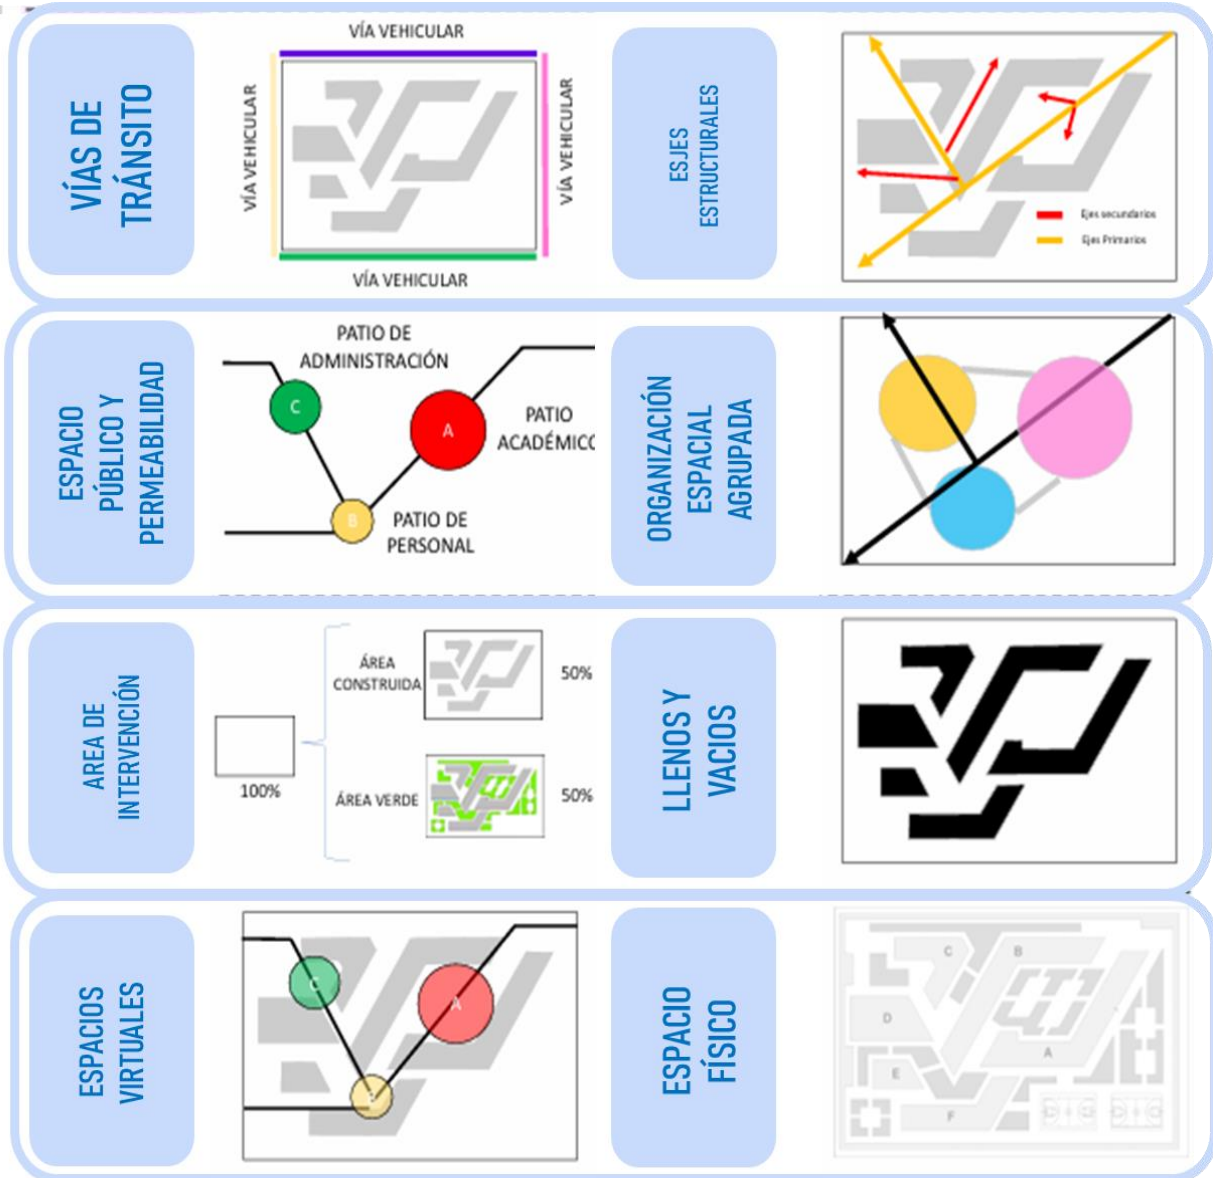 VÍAS DE
TRÁNSITO
VÍA VEHICULAR
VÍA VEHICULAR
VÍA VEHICULAR
VÍA VEHICULAR
ESJES
ESTRUCTURALES
Ejes secundarios
Ejes Primarios
ESPACIO
PÚBLICO Y
PERMEABILIDAD
PATIO DE
ADMINISTRACIÓN
C
A
PATIO
ACADÉMICO
B
PATIO DE
PERSONAL
ORGANIZACIÓN
ESPACIAL
AGRUPADA
AREA DE
INTERVENCIÓN
100%
ÁREA
CONSTRUIDA
50%
ÁREA VERDE
50%
LLENOS Y
VACIOS
ESPACIOS
VIRTUALES
C
A
ESPACIO
FÍSICO
C
B
D
A
E
F